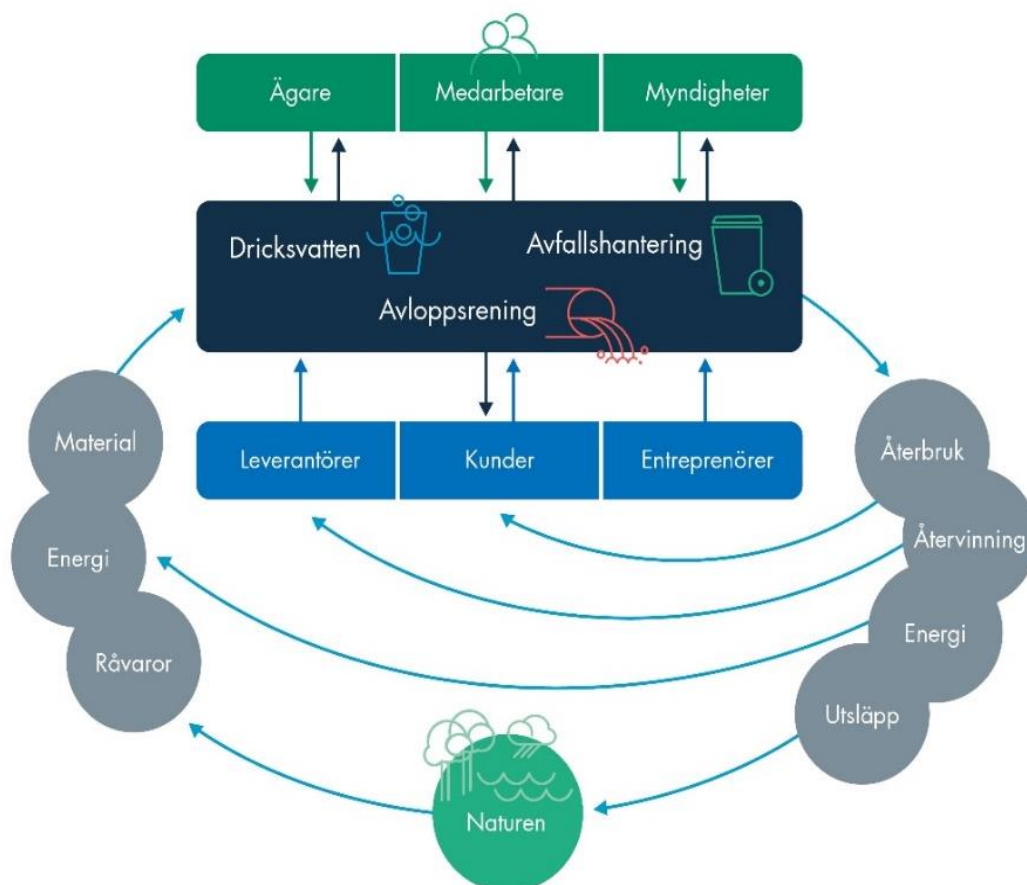 Ägare
Medarbetare
Myndigheter
Dricksvatten
Avfallshantering
Avloppsrening
Leverantörer
Kunder
Entreprenörer
Material
Energi
Råvaror
Återbruk
Återvinning
Energi
Utsläpp
Naturen